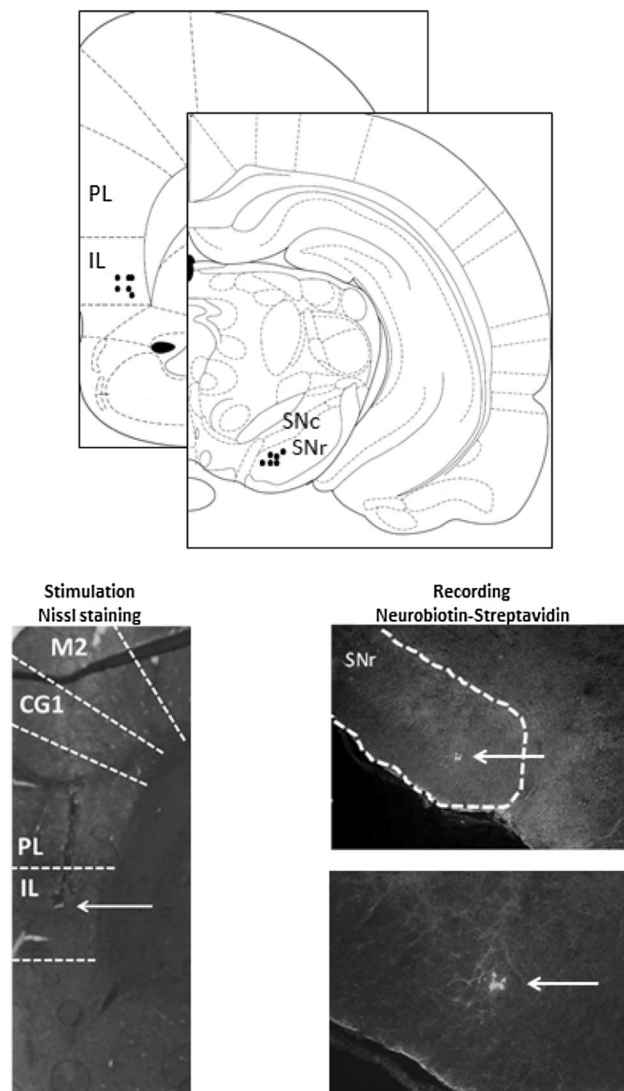 PL
IL
SNc
SNr
Stimulation
Nissl staining
Recording
Neurobiotin-Streptavidin
M2
CG1
PL
IL
SNr